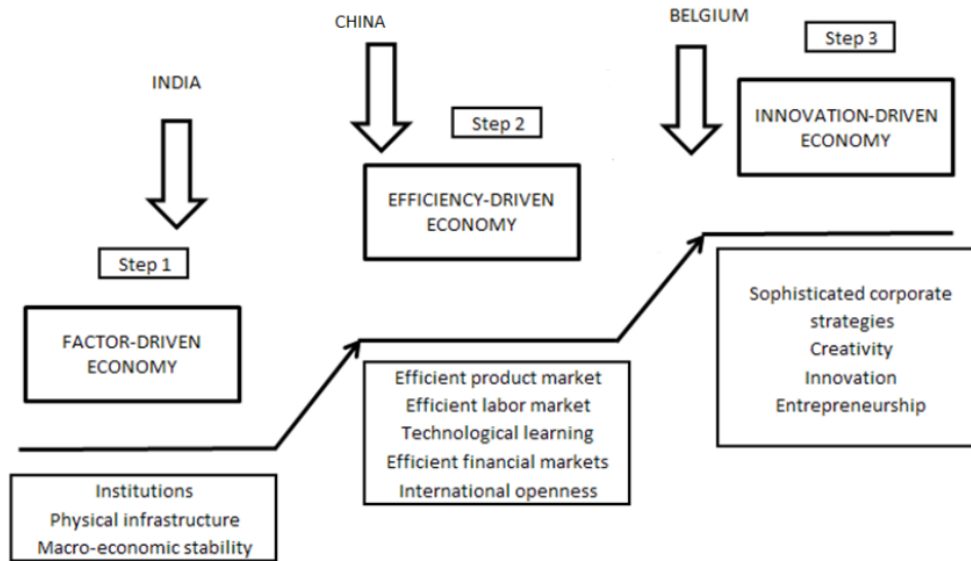 INDIA
Step 1
FACTOR-DRIVEN
ECONOMY
Institutions
Physical infrastructure
Macro-economic stability
CHINA
Step 2
EFFICIENCY-DRIVEN
ECONOMY
Efficient product market
Efficient labor market
Technological learning
Efficient financial markets
International openness
BELGIUM
Step 3
INNOVATION-DRIVEN
ECONOMY
Sophisticated corporate
strategies
Creativity
Innovation
Entrepreneurship